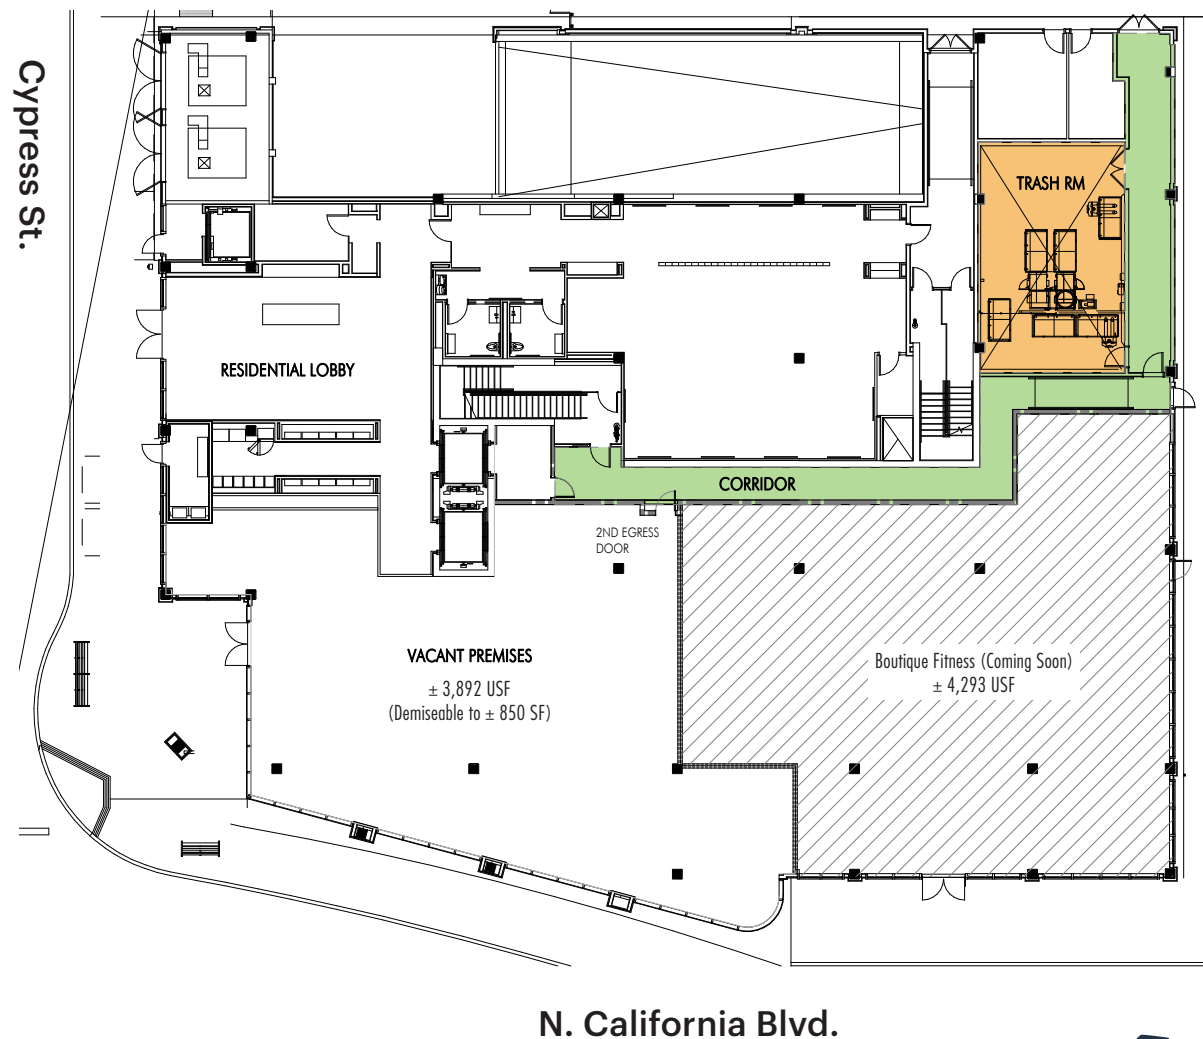 Cypress St.
TRASH RM
RESIDENTIAL LOBBY
CORRIDOR
2ND EGRESS
DOOR
VACANT PREMISES
± 3,892 USF
(Demiseable to ± 850 SF)
Boutique Fitness (Coming Soon)
± 4,293 USF
N. California Blvd.